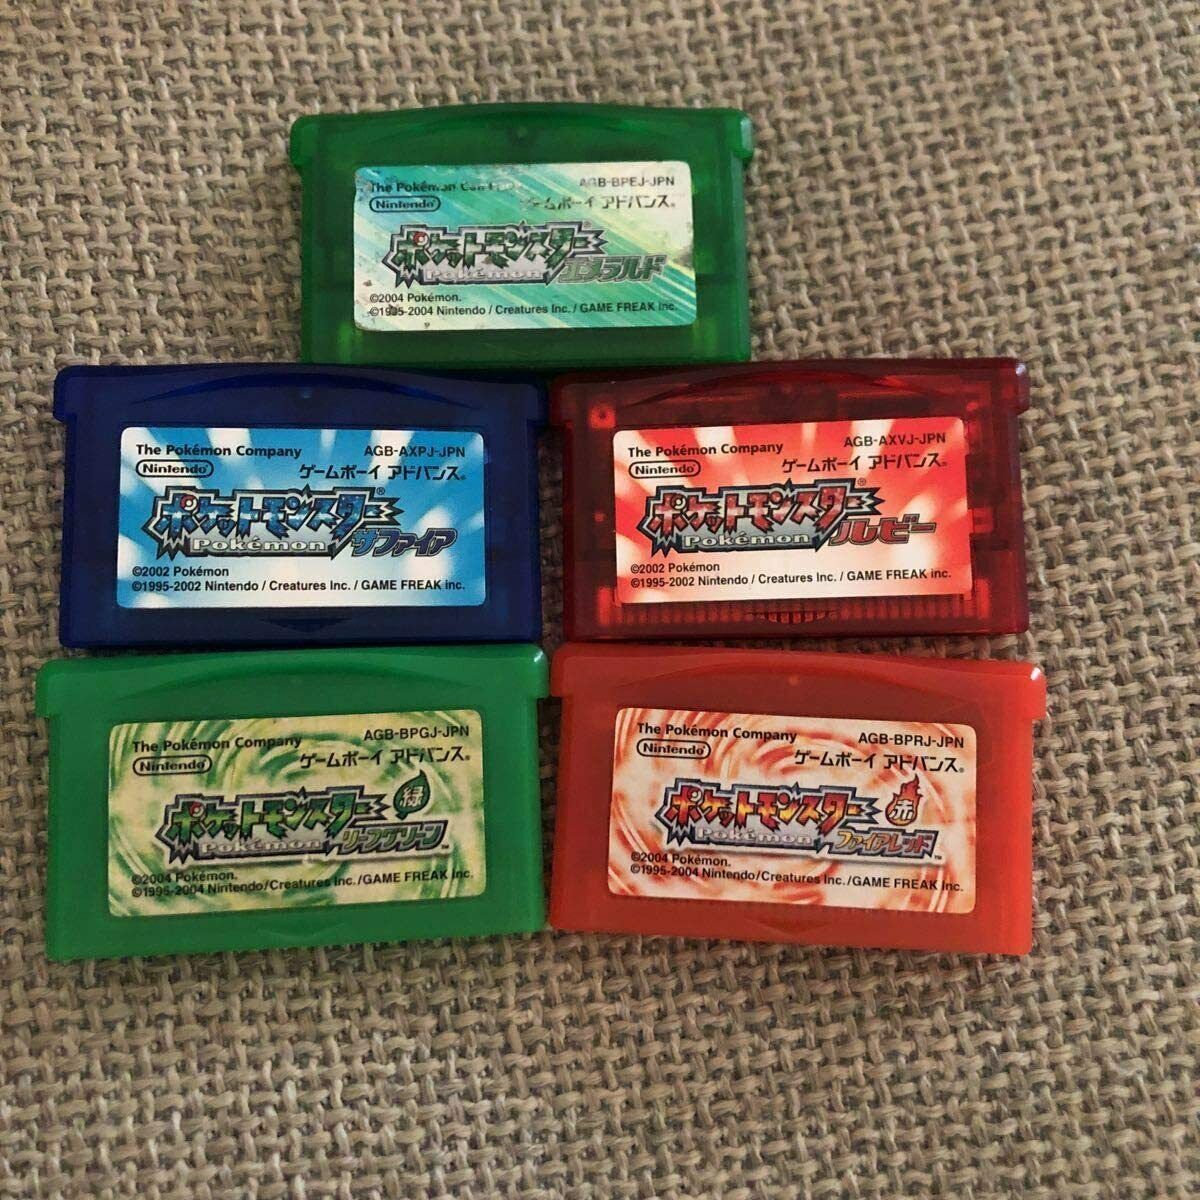 The Pokémon Com
AGB-BPEJ-JPN
Nintendo
ゲームボーイ アドバンス®
ポケットモンスター
Pokémon エメラルド
©2004 Pokémon.
©1995-2004 Nintendo / Creatures Inc. / GAME FREAK inc.
The Pokémon Company
AGB-AXPJ-JPN
Nintendo®
ゲームボーイ アドバンス®
ポケットモンスター®
Pokémon サファイア
©2002 Pokémon
©1995-2002 Nintendo / Creatures Inc. / GAME FREAK inc.
The Pokémon Company
AGB-AXVJ-JPN
Nintendo®
ゲームボーイ アドバンス®
ポケットモンスター®
Pokémon ルビー
©2002 Pokémon
©1995-2002 Nintendo / Creatures Inc. / GAME FREAK inc.
The Pokémon Company
AGB-BPGJ-JPN
Nintendo®
ゲームボーイ アドバンス®
ポケットモンスター 緑
Pokémon リーフグリーン™
©2004 Pokémon.
©1995-2004 Nintendo/Creatures Inc./GAME FREAK inc.
The Pokémon Company
AGB-BPRJ-JPN
Nintendo®
ゲームボーイ アドバンス®
ポケットモンスター 赤
Pokémon ファイアレッド™
©2004 Pokémon.
©1995-2004 Nintendo/Creatures Inc./GAME FREAK inc.